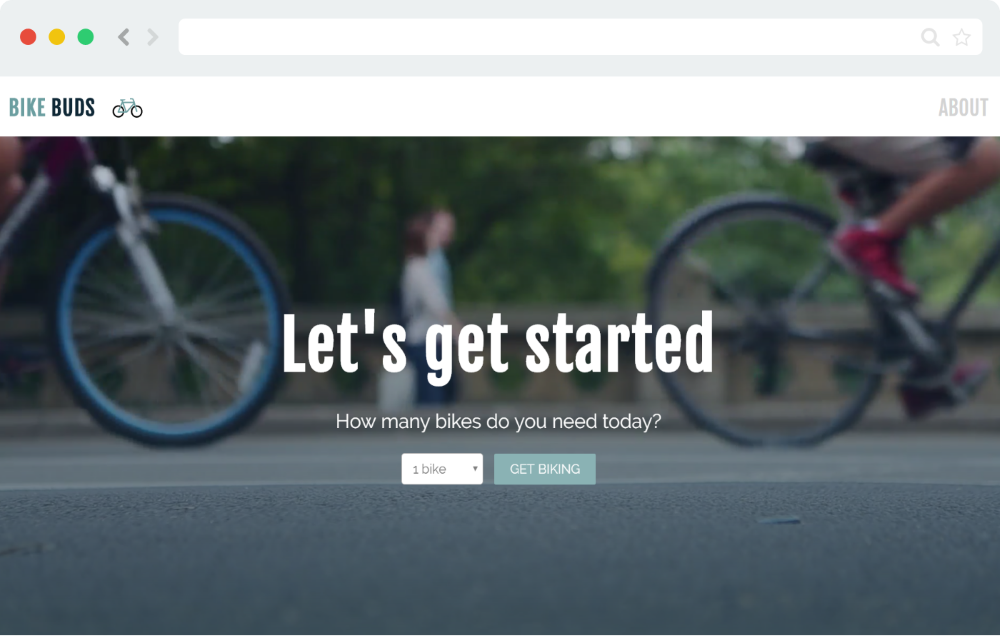 BIKE BUDS
ABOUT
Let's get started
How many bikes do you need today?
1 bike
GET BIKING